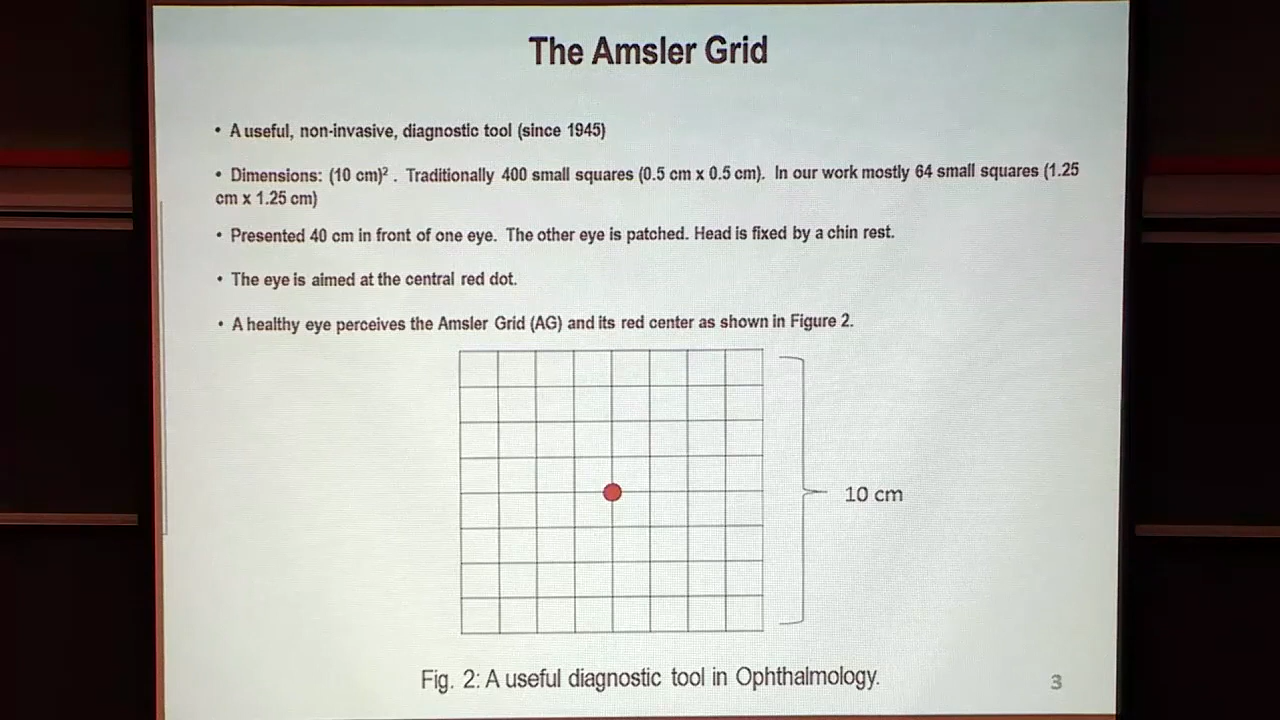 The Amsler Grid
• A useful, non-invasive, diagnostic tool (since 1945)
• Dimensions: (10 cm)² . Traditionally 400 small squares (0.5 cm x 0.5 cm). In our work mostly 64 small squares (1.25
cm x 1.25 cm)
• Presented 40 cm in front of one eye. The other eye is patched. Head is fixed by a chin rest.
• The eye is aimed at the central red dot.
• A healthy eye perceives the Amsler Grid (AG) and its red center as shown in Figure 2.
10 cm
Fig. 2: A useful diagnostic tool in Ophthalmology.
3